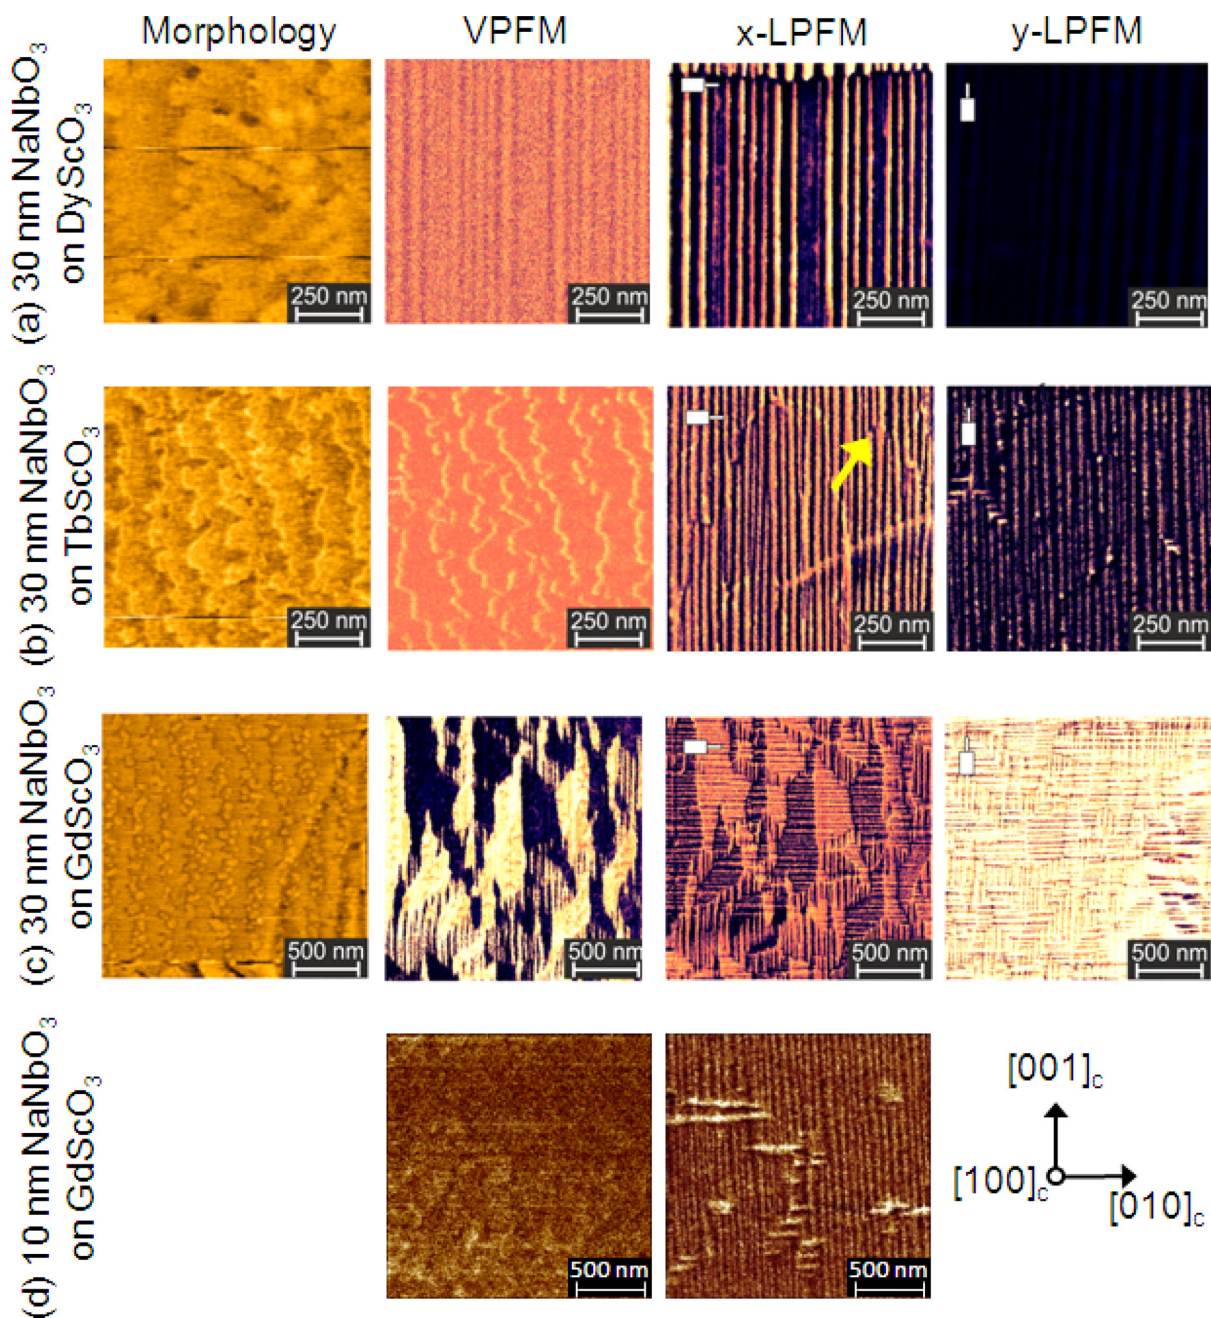 Morphology VPFM x-LPFM y-LPFM
(a) 30 nm NaNbO₃
on DyScO₃
250 nm 250 nm 250 nm 250 nm
(b) 30 nm NaNbO₃
on TbScO₃
250 nm 250 nm 250 nm 250 nm
(c) 30 nm NaNbO₃
on GdScO₃
500 nm 500 nm 500 nm 500 nm
(d) 10 nm NaNbO₃
on GdScO₃
500 nm 500 nm
[001]c
[100]c
[010]c